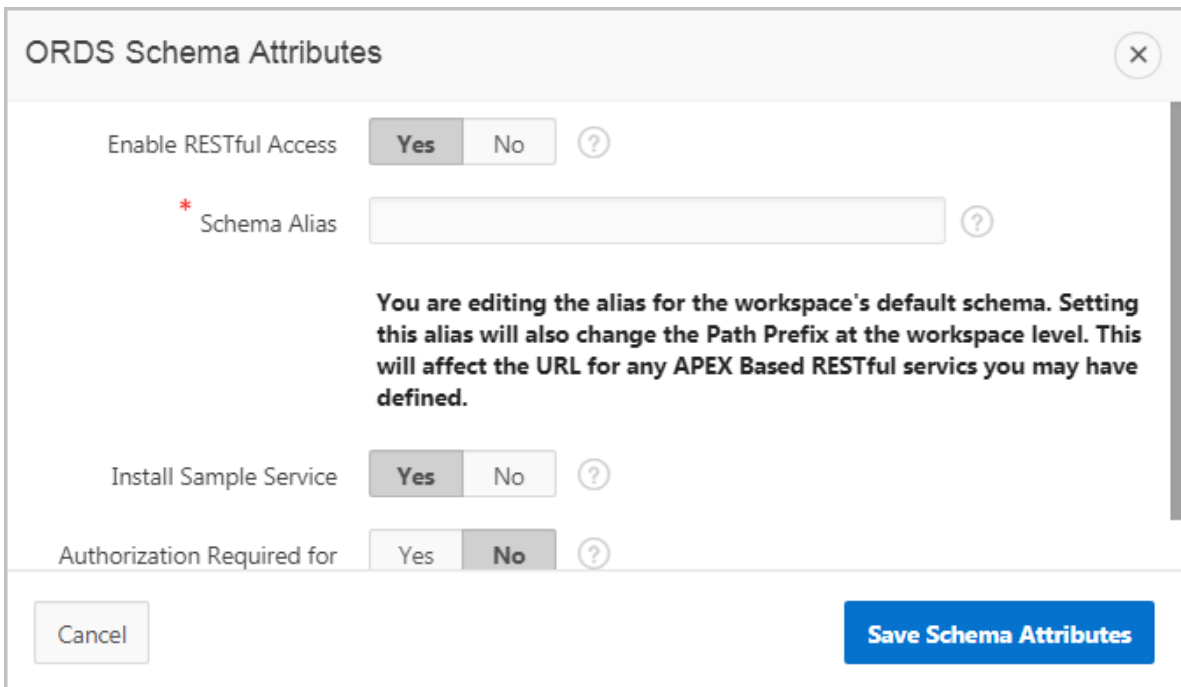 ORDS Schema Attributes
Enable RESTful Access Yes No ?
* Schema Alias ?
You are editing the alias for the workspace's default schema. Setting
this alias will also change the Path Prefix at the workspace level. This
will affect the URL for any APEX Based RESTful servics you may have
defined.
Install Sample Service Yes No ?
Authorization Required for Yes No ?
Cancel Save Schema Attributes